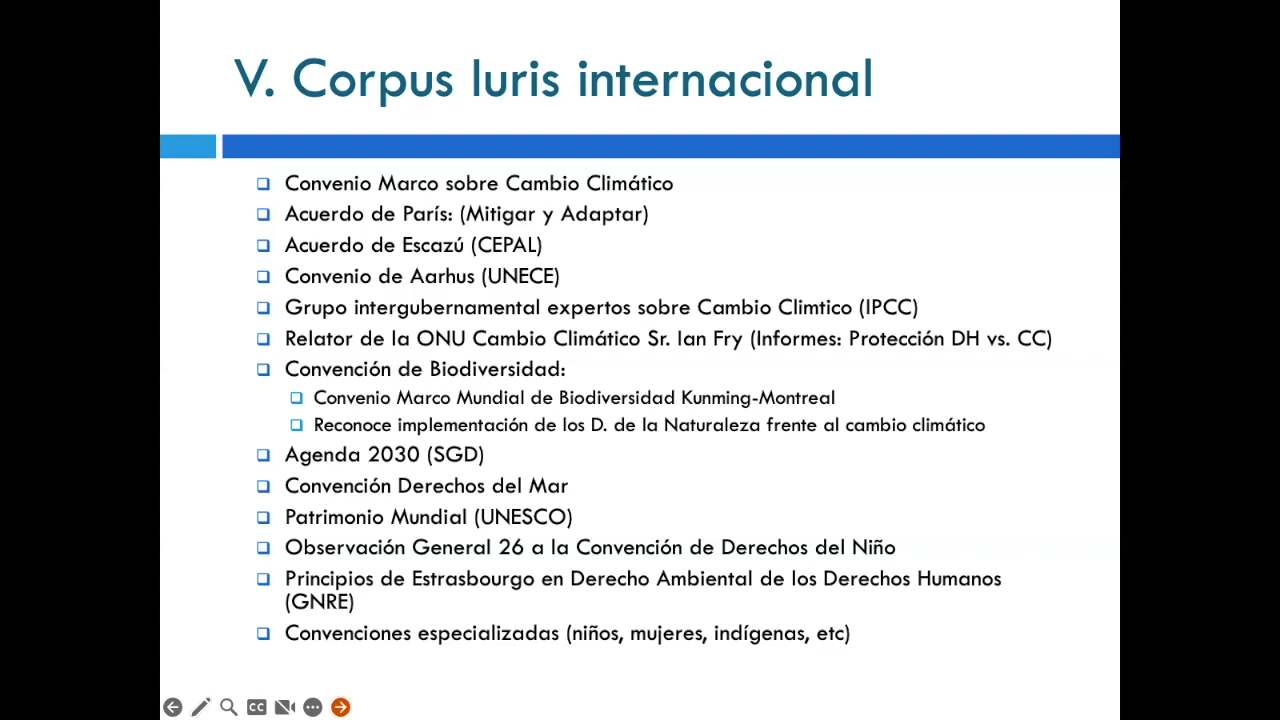 V. Corpus Iuris internacional
Convenio Marco sobre Cambio Climático
Acuerdo de París: (Mitigar y Adaptar)
Acuerdo de Escazú (CEPAL)
Convenio de Aarhus (UNECE)
Grupo intergubernamental expertos sobre Cambio Climtico (IPCC)
Relator de la ONU Cambio Climático Sr. Ian Fry (Informes: Protección DH vs. CC)
Convención de Biodiversidad:
Convenio Marco Mundial de Biodiversidad Kunming-Montreal
Reconoce implementación de los D. de la Naturaleza frente al cambio climático
Agenda 2030 (SGD)
Convención Derechos del Mar
Patrimonio Mundial (UNESCO)
Observación General 26 a la Convención de Derechos del Niño
Principios de Estrasbourgo en Derecho Ambiental de los Derechos Humanos
(GNRE)
Convenciones especializadas (niños, mujeres, indígenas, etc)
CC